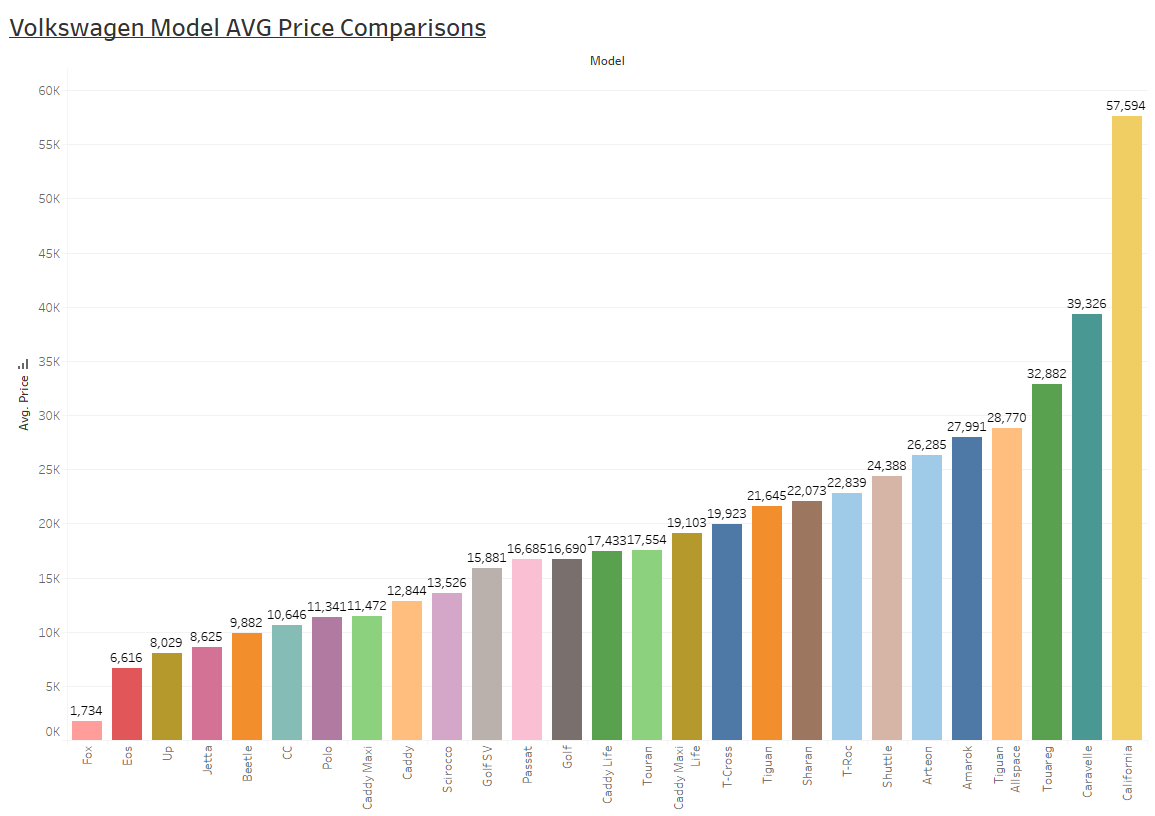 Volkswagen Model AVG Price Comparisons
Model
60K
55K
50K
45K
40K
35K
30K
25K
20K
15K
10K
5K
0K
Avg. Price
1,734
6,616
8,029
8,625
9,882
10,646
11,341
11,472
12,844
13,526
15,881
16,685
16,690
17,433
17,554
19,103
19,923
21,645
22,073
22,839
24,388
26,285
27,991
28,770
32,882
39,326
57,594
Fox
Eos
Up
Jetta
Beetle
CC
Polo
Caddy Maxi
Caddy
Scirocco
Golf SV
Passat
Golf
Caddy Life
Touran
Caddy Maxi
Life
T-Cross
Tiguan
Sharan
T-Roc
Shuttle
Arteon
Amarok
Tiguan
Allspace
Touareg
Caravelle
California